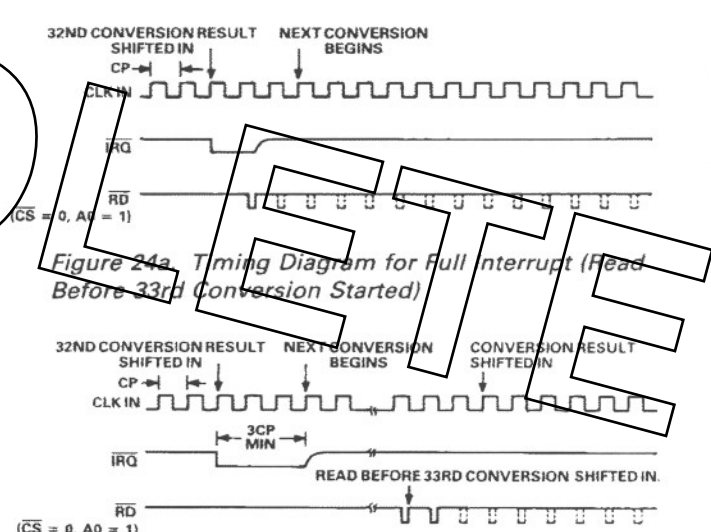 32ND CONVERSION RESULT NEXT CONVERSION
SHIFTED IN BEGINS
CP
CLK IN
IRQ
RD
(CS = 0, A0 = 1)
Figure 24a. Timing Diagram for Full Interrupt (Read
Before 33rd Conversion Started)
32ND CONVERSION RESULT NEXT CONVERSION CONVERSION RESULT
SHIFTED IN BEGINS SHIFTED IN
CP
CLK IN
3CP
MIN
IRQ
READ BEFORE 33RD CONVERSION SHIFTED IN.
RD
(CS = 0, A0 = 1)
LETE